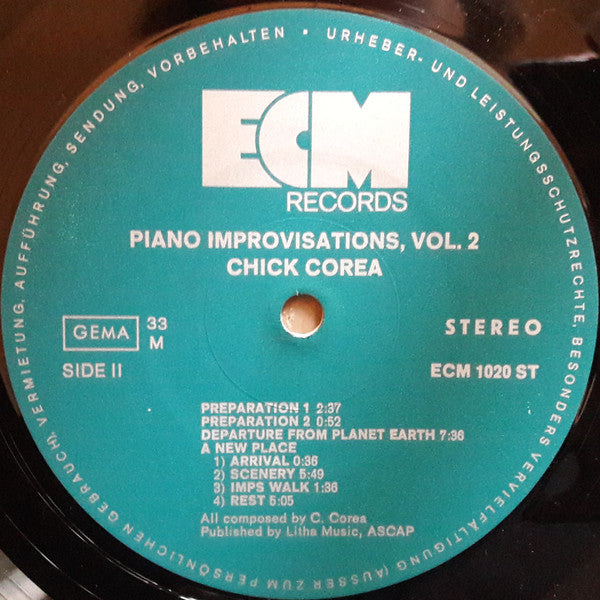 URHEBER- UND LEISTUNGSSCHUTZRECHTE, BESONDERS VERVIELFÄLTIGUNG (AUSSER ZUM PERSÖNLICHEN GEBRAUCH), VERMIETUNG, AUFFÜHRUNG, SENDUNG, VORBEHALTEN •
ECM
RECORDS
PIANO IMPROVISATIONS, VOL. 2
CHICK COREA
GEMA 33 M
STEREO
SIDE II
ECM 1020 ST
PREPARATION 1 2:37
PREPARATION 2 0:52
DEPARTURE FROM PLANET EARTH 7:36
A NEW PLACE
1) ARRIVAL 0:36
2) SCENERY 5:49
3) IMPS WALK 1:36
4) REST 5:05
All composed by C. Corea
Published by Litha Music, ASCAP